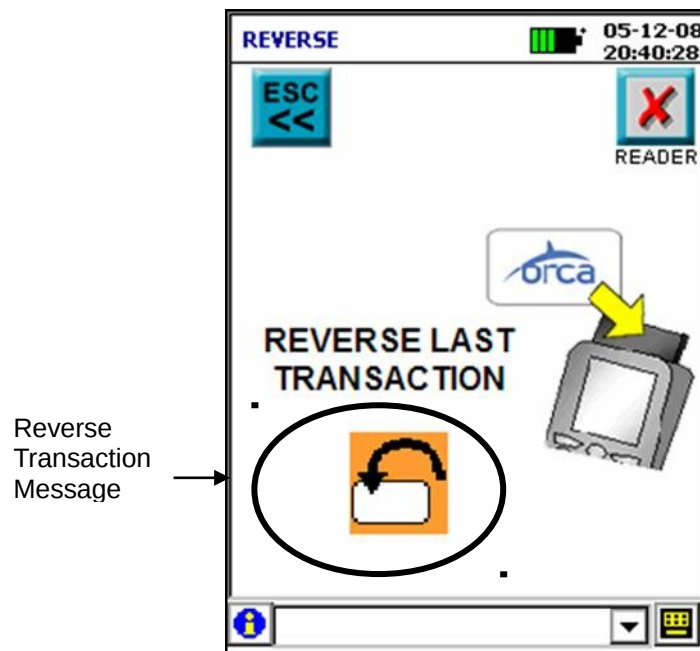 REVERSE
05-12-08
20:40:28
ESC
<<
READER
orca
REVERSE LAST
TRANSACTION
Reverse
Transaction
Message